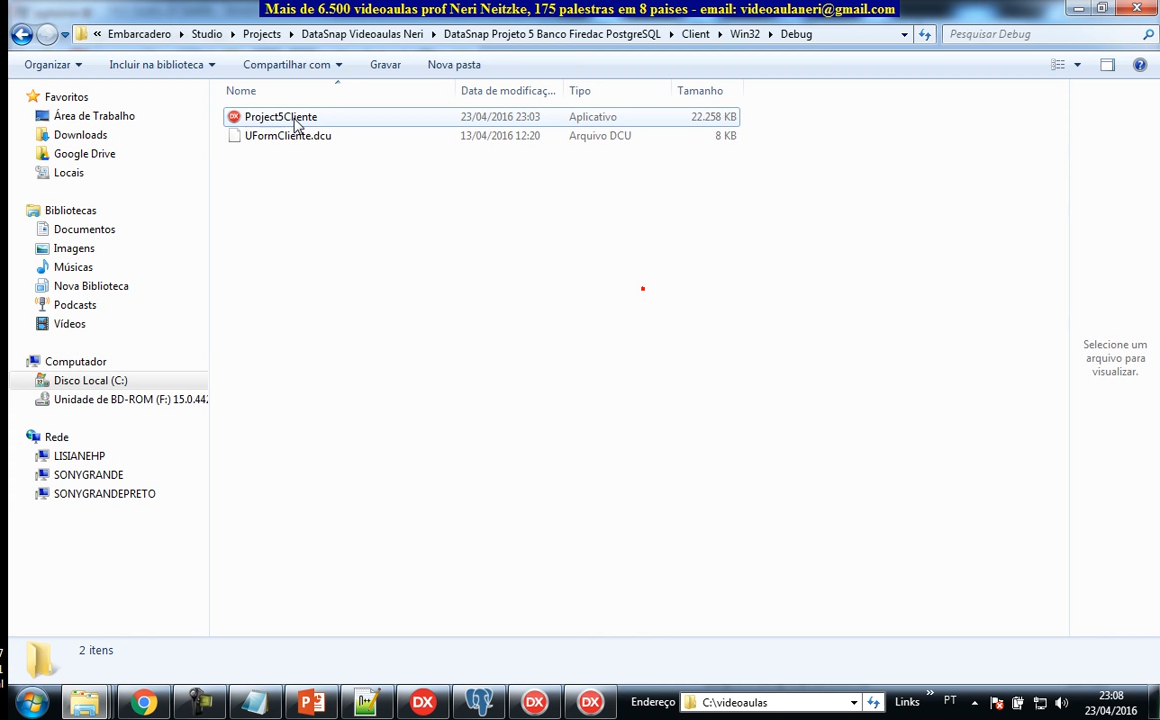 Mais de 6.500 videoaulas prof Neri Neitzke, 175 palestras em 8 paises - email: videoaulaneri@gmail.com
« Embarcadero Studio Projects DataSnap Videoaulas Neri DataSnap Projeto 5 Banco Firedac PostgreSQL Client Win32 Debug
Pesquisar Debug
Organizar Incluir na biblioteca Compartilhar com Gravar Nova pasta
Nome Data de modificaç... Tipo Tamanho
Project5Cliente 23/04/2016 23:03 Aplicativo 22.258 KB
UFormCliente.dcu 13/04/2016 12:20 Arquivo DCU 8 KB
Favoritos
Área de Trabalho
Downloads
Google Drive
Locais
Bibliotecas
Documentos
Imagens
Músicas
Nova Biblioteca
Podcasts
Vídeos
Computador
Disco Local (C:)
Unidade de BD-ROM (F:) 15.0.442
Rede
LISIANEHP
SONYGRANDE
SONYGRANDEPRETO
Selecione um
arquivo para
visualizar.
2 itens
Endereço C:\videoaulas Links » PT
23:08
23/04/2016